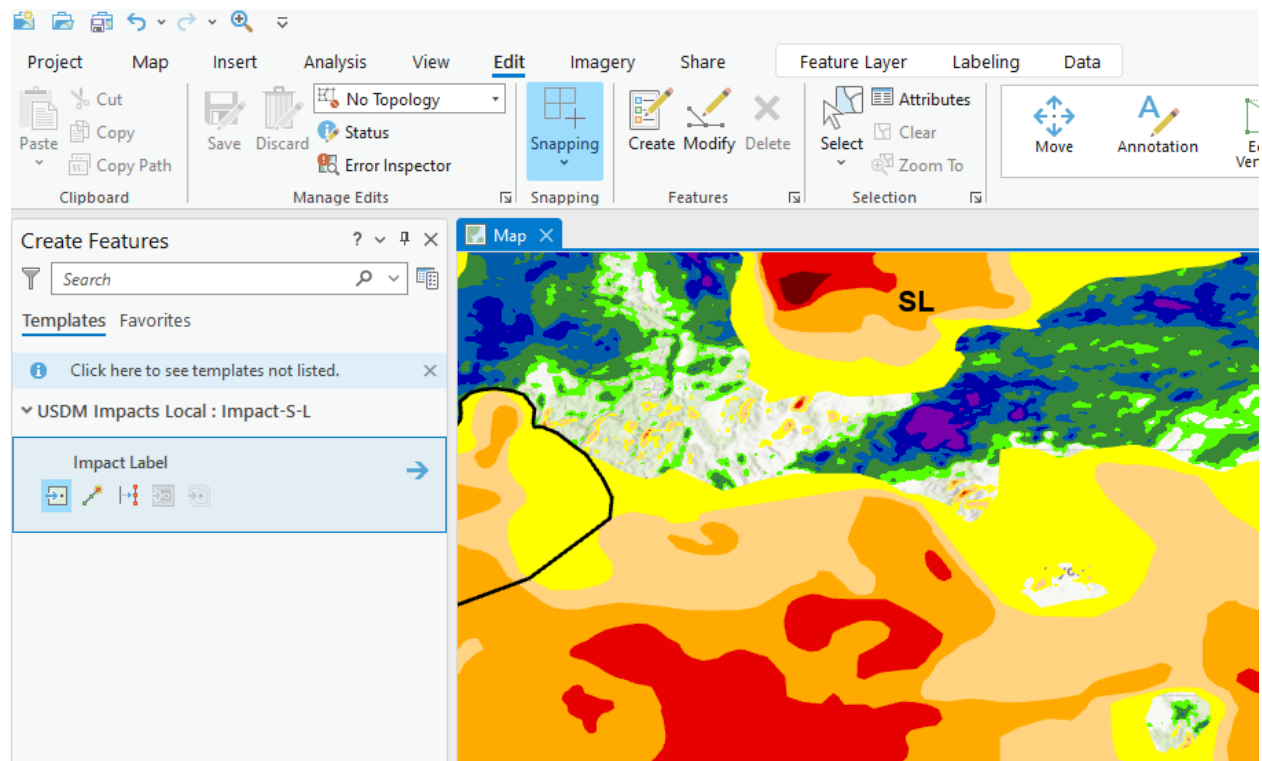 Project Map Insert Analysis View Edit Imagery Share Feature Layer Labeling Data
Paste
Cut
Copy
Copy Path
Clipboard
Save
Discard
No Topology
Status
Error Inspector
Manage Edits
Snapping
Snapping
Create
Modify
Delete
Features
Select
Attributes
Clear
Zoom To
Selection
Move
Annotation
Create Features
?
Search
Templates Favorites
Click here to see templates not listed.
USDM Impacts Local : Impact-S-L
Impact Label
Map
SL